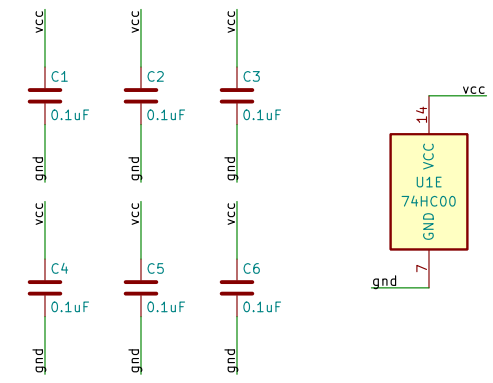 vcc
vcc
vcc
C1
C2
C3
0.1uF
0.1uF
0.1uF
gnd
gnd
gnd
vcc
14
VCC
U1E
74HC00
GND
7
gnd
vcc
vcc
vcc
C4
C5
C6
0.1uF
0.1uF
0.1uF
gnd
gnd
gnd